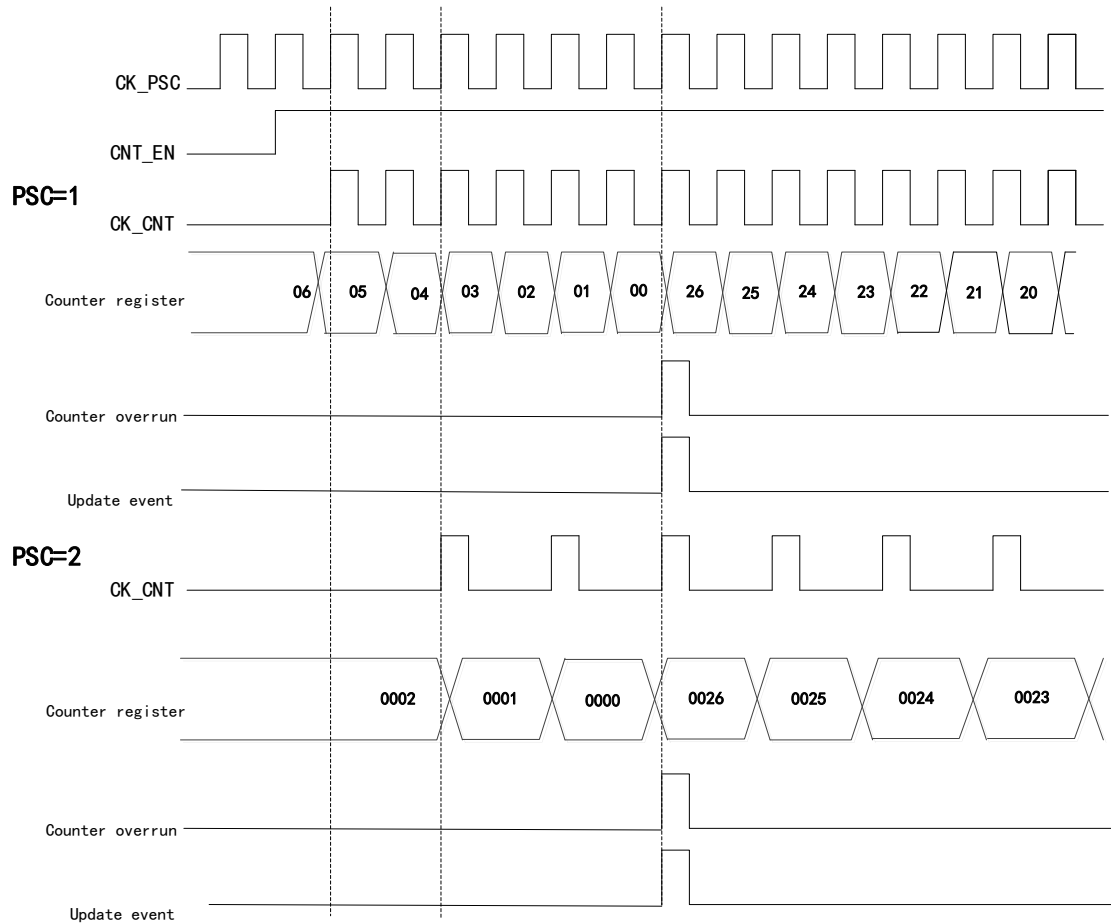 CK_PSC
CNT_EN
PSC=1
CK_CNT
Counter register 06 05 04 03 02 01 00 26 25 24 23 22 21 20
Counter overrun
Update event
PSC=2
CK_CNT
Counter register 0002 0001 0000 0026 0025 0024 0023
Counter overrun
Update event